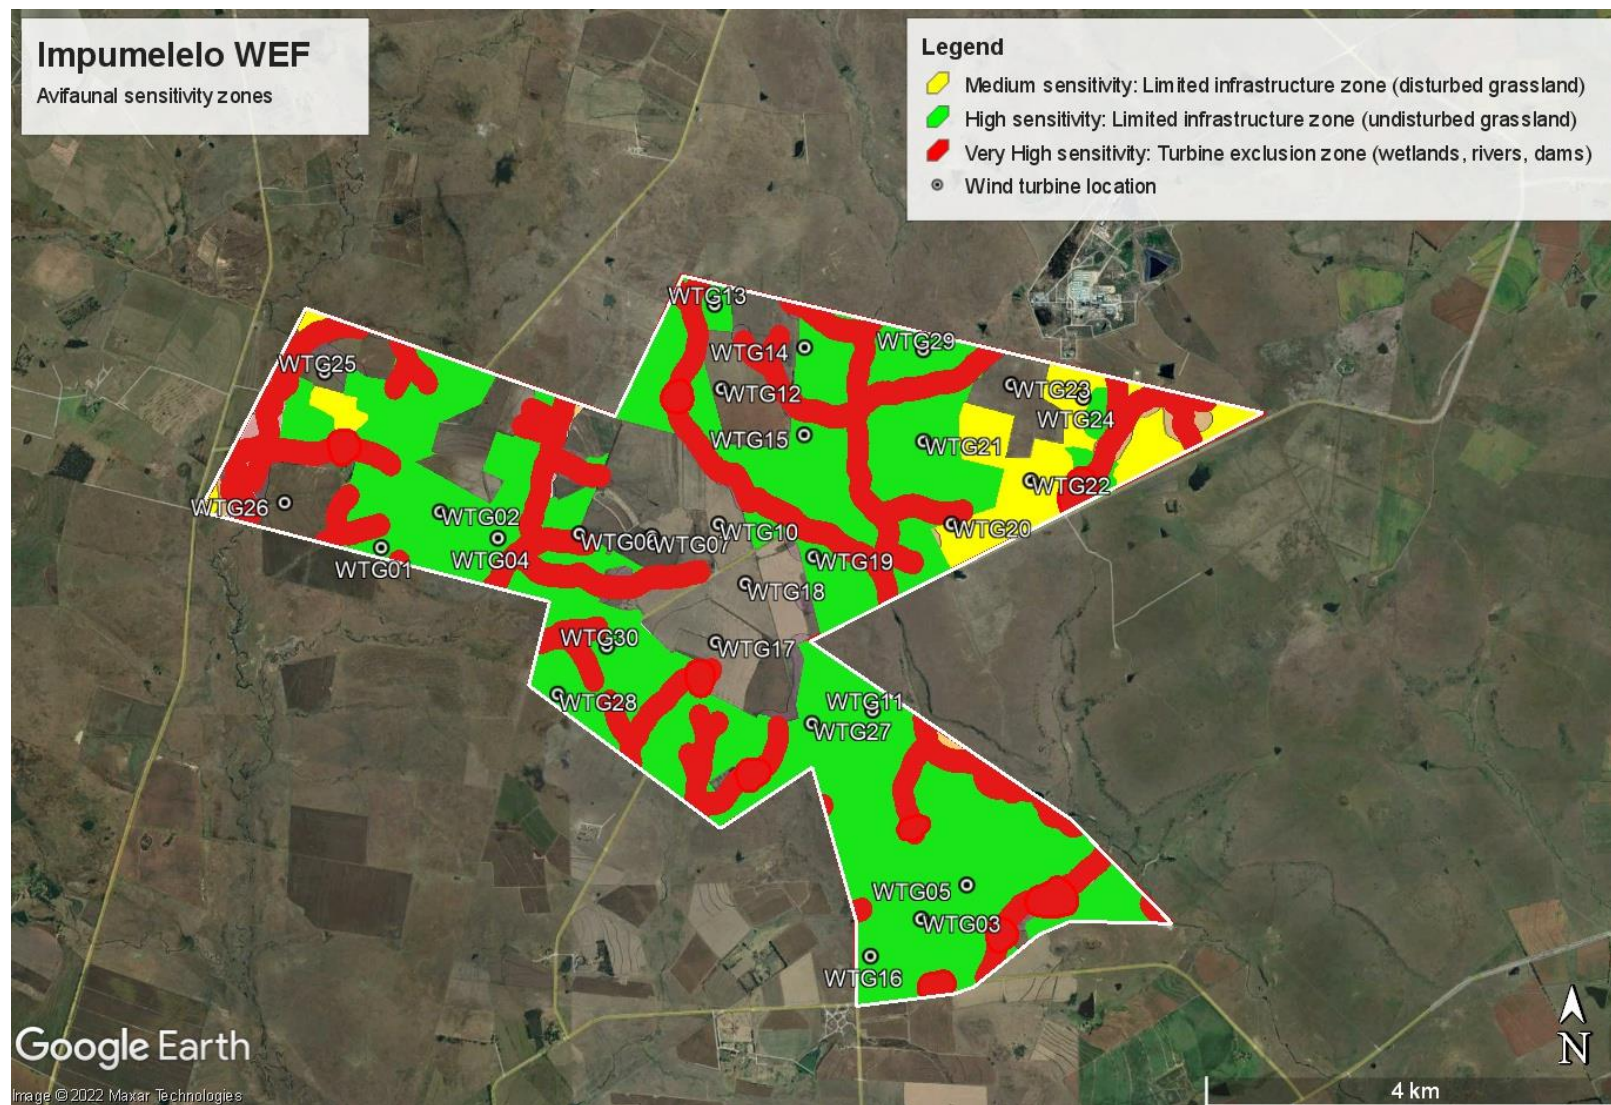 Impumelelo WEF
Avifaunal sensitivity zones
Legend
Medium sensitivity: Limited infrastructure zone (disturbed grassland)
High sensitivity: Limited infrastructure zone (undisturbed grassland)
Very High sensitivity: Turbine exclusion zone (wetlands, rivers, dams)
Wind turbine location
WTG13
WTG29
WTG14
WTG25
WTG12
WTG23
WTG24
WTG15
WTG21
WTG22
WTG26
WTG02
WTG20
WTG10
WTG06
WTG07
WTG04
WTG19
WTG01
WTG18
WTG30
WTG17
WTG28
WTG11
WTG27
WTG05
WTG03
WTG16
Google Earth
N
Image © 2022 Maxar Technologies
4 km